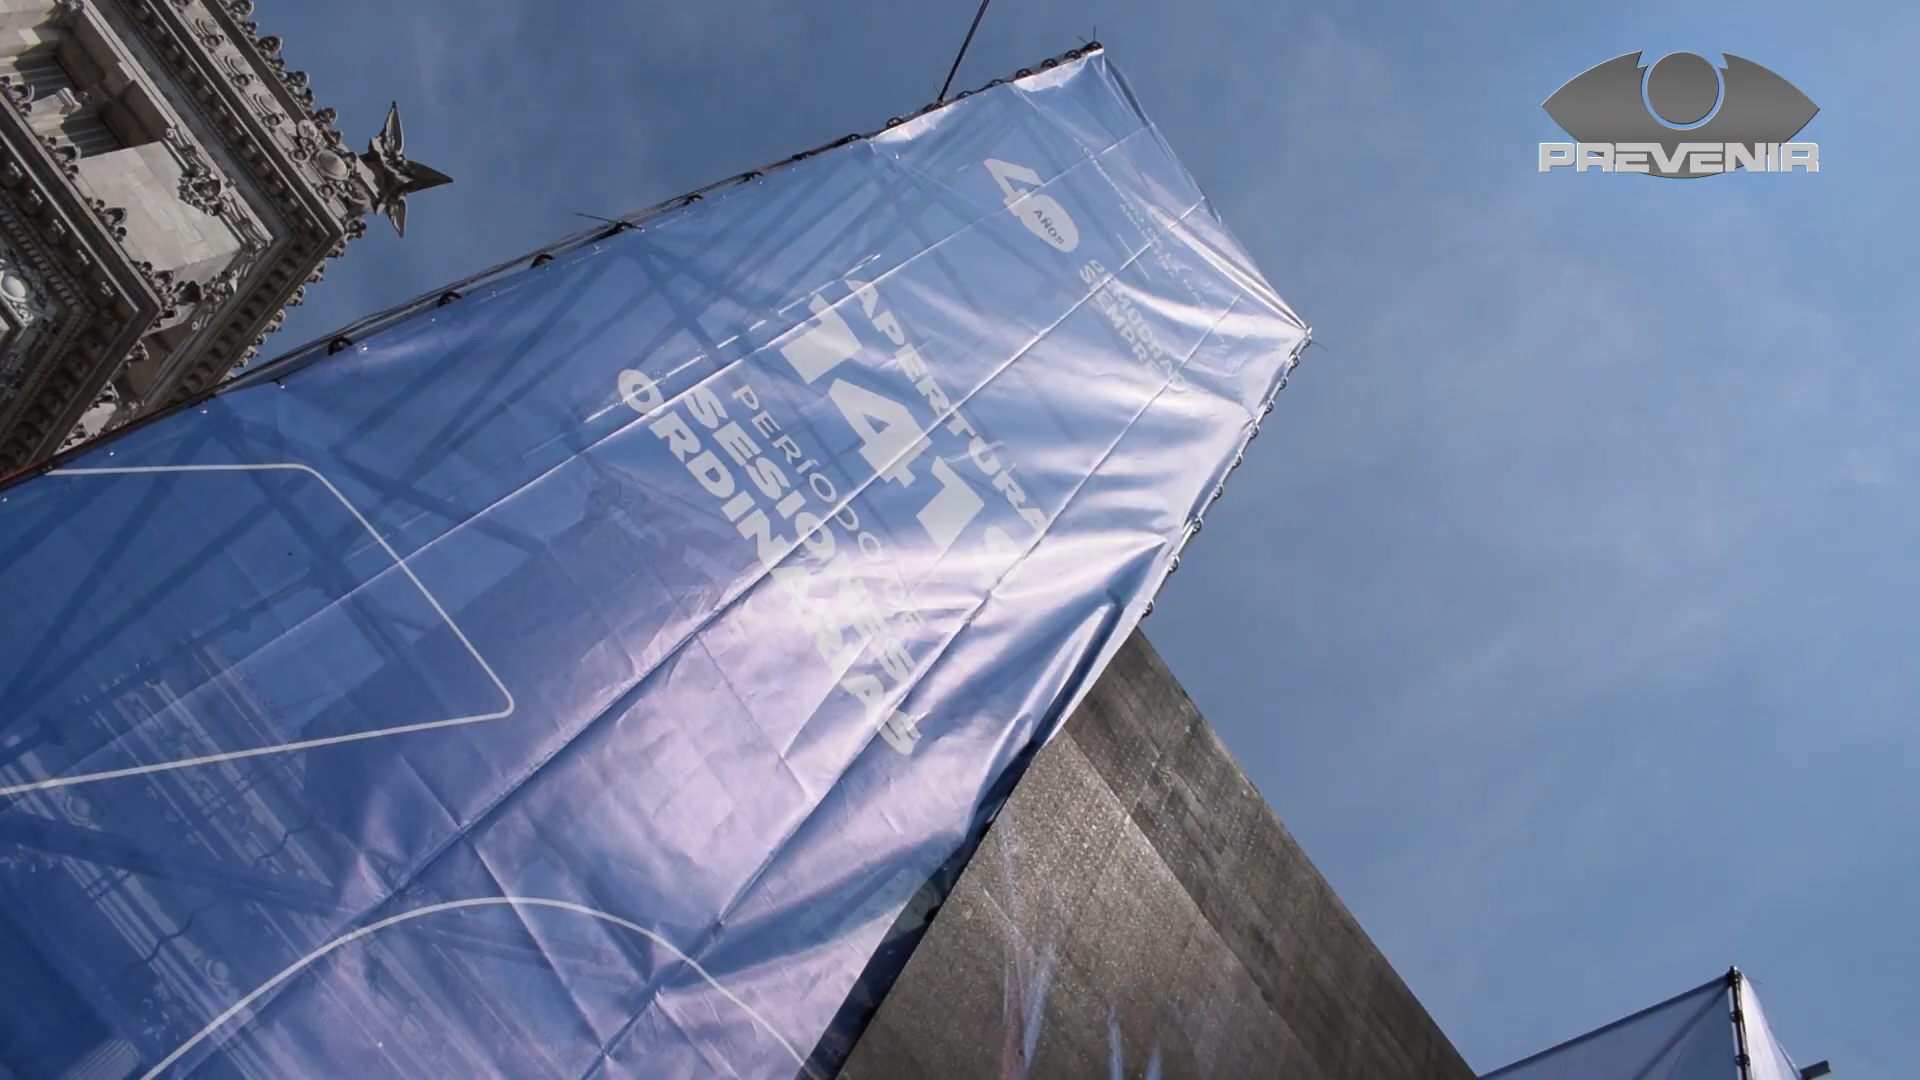 PREVENIR
40
AÑOS
DEMOCRACIA
SIEMPRE
APERTURA
141°
PERIODO DE
SESIONES
ORDINARIAS